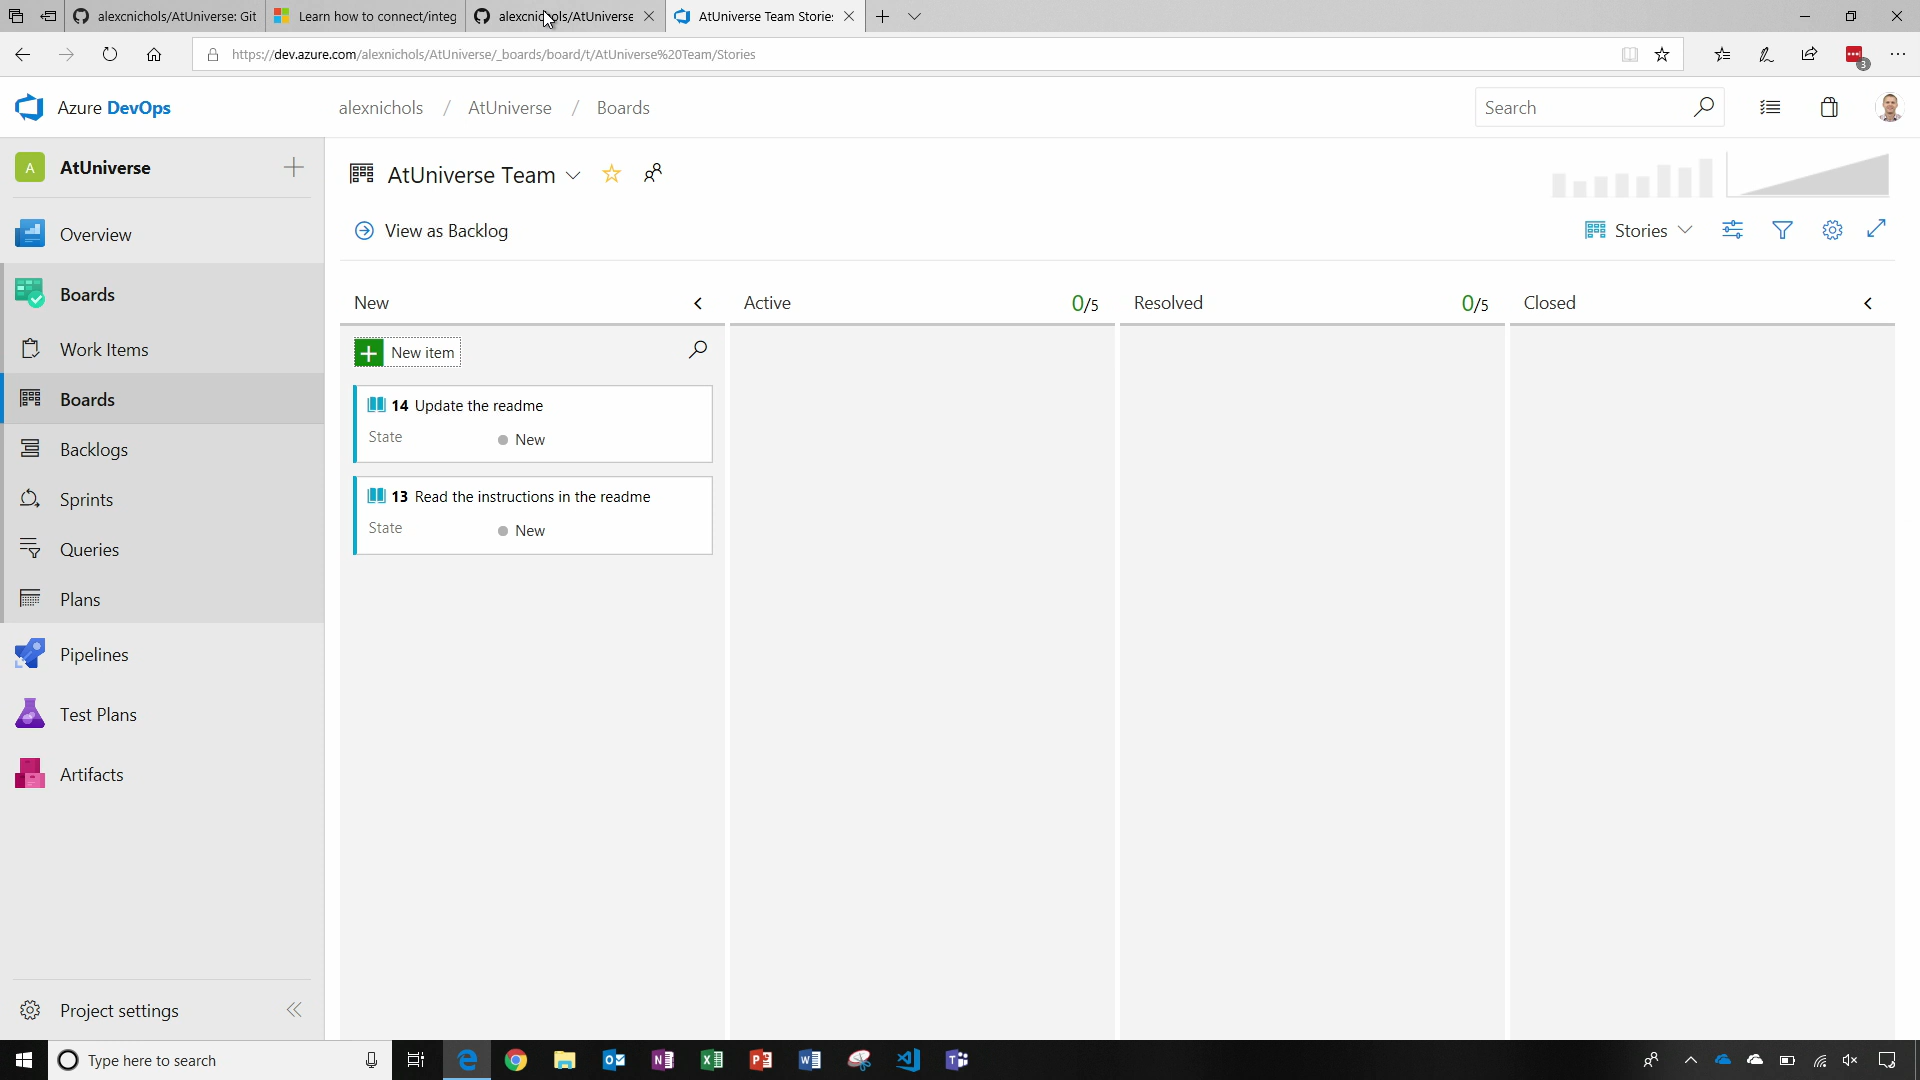 alexcnichols/AtUniverse: Git
Learn how to connect/integ
alexcnichols/AtUniverse
AtUniverse Team Stories
https://dev.azure.com/alexnichols/AtUniverse/_boards/board/t/AtUniverse%20Team/Stories
3
Azure DevOps
alexnichols / AtUniverse / Boards
Search
A AtUniverse
AtUniverse Team
Overview
View as Backlog
Stories
Boards
New
Active 0/5
Resolved 0/5
Closed
Work Items
New item
Boards
14 Update the readme
State New
Backlogs
13 Read the instructions in the readme
State New
Sprints
Queries
Plans
Pipelines
Test Plans
Artifacts
Project settings
Type here to search